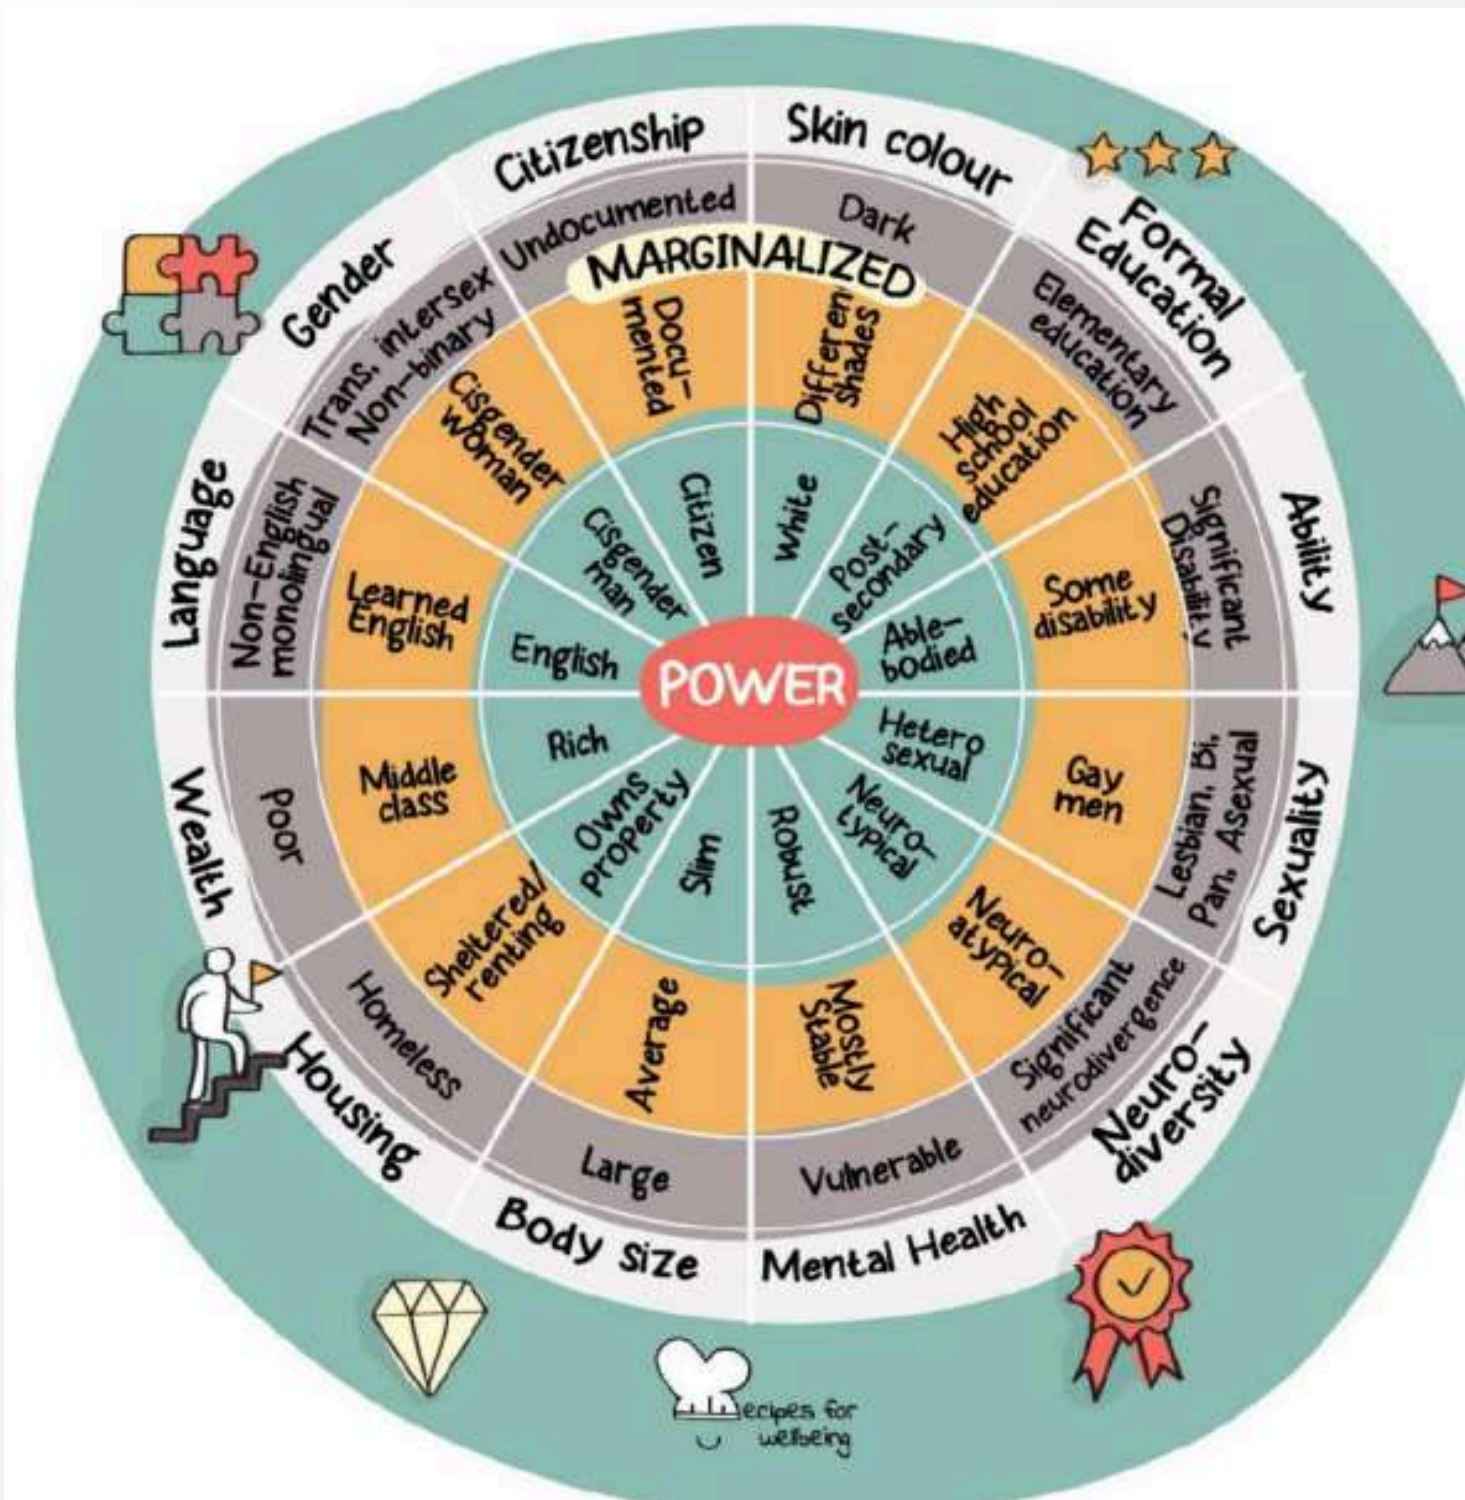 Citizenship
Skin colour
Formal
Education
Ability
Sexuality
Neuro-
diversity
Mental Health
Body size
Housing
Wealth
Language
Gender
Undocumented
Dark
MARGINALIZED
Elementary
education
Significant
Disability
Lesbian, Bi,
Pan, Asexual
Significant
neurodivergence
Vulnerable
Large
Homeless
Poor
Non-English
monolingual
Trans, intersex
Non-binary
Docu-
mented
Differen
shades
High
school
education
Some
disability
Gay
men
Neuro-
atypical
Mostly
Stable
Average
Sheltered/
renting
Middle
class
Learned
English
Cisgender
woman
Citizen
White
Post-
secondary
Able-
bodied
Hetero
sexual
Neuro-
typical
Robust
Slim
Owns
property
Rich
English
Cisgender
man
POWER
ecipes for
wellbeing